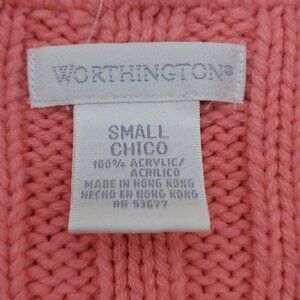 WORTHINGTON®
SMALL
CHICO
100% ACRYLIC/
ACRILICO
MADE IN HONG KONG
HECHO EN HONG KONG
RN 93677